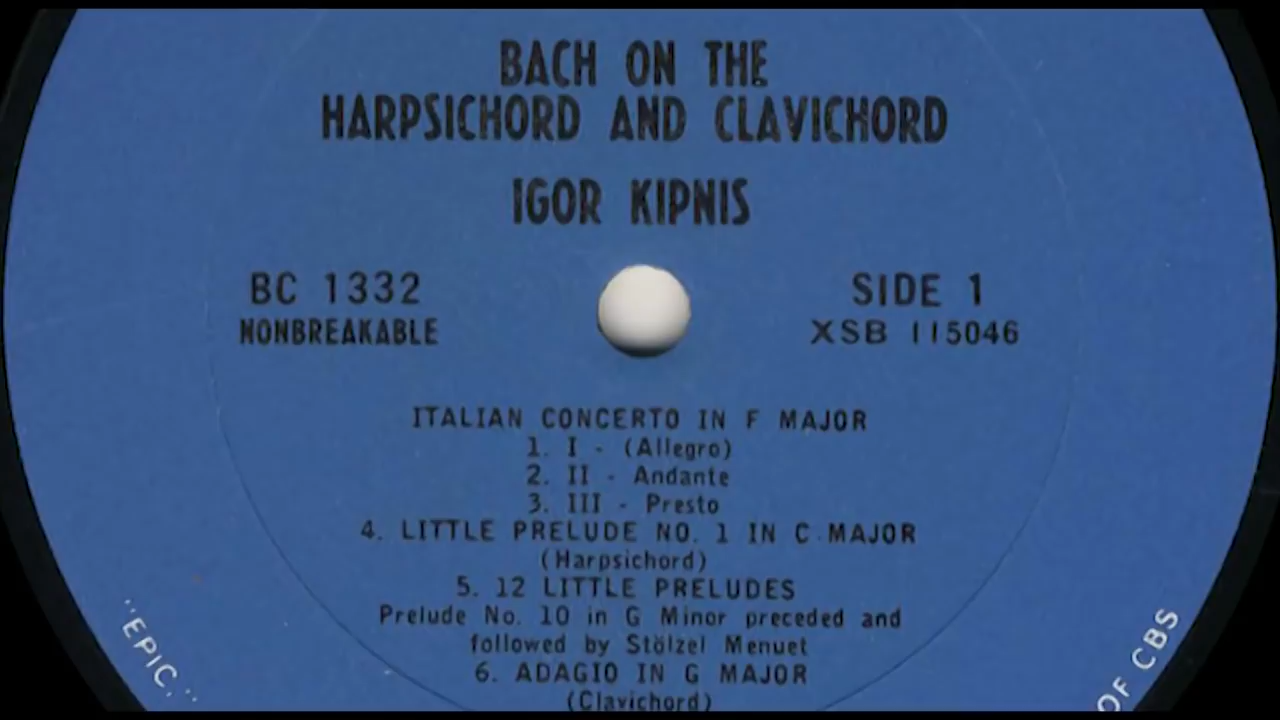 BACH ON THE
HARPSICHORD AND CLAVICHORD
IGOR KIPNIS
BC 1332
NONBREAKABLE
SIDE 1
XSB 115046
ITALIAN CONCERTO IN F MAJOR
1. I - (Allegro)
2. II - Andante
3. III - Presto
4. LITTLE PRELUDE NO. 1 IN C MAJOR
(Harpsichord)
5. 12 LITTLE PRELUDES
Prelude No. 10 in G Minor preceded and
followed by Stölzel Menuet
6. ADAGIO IN G MAJOR
(Clavichord)
"EPIC,"
OF CBS